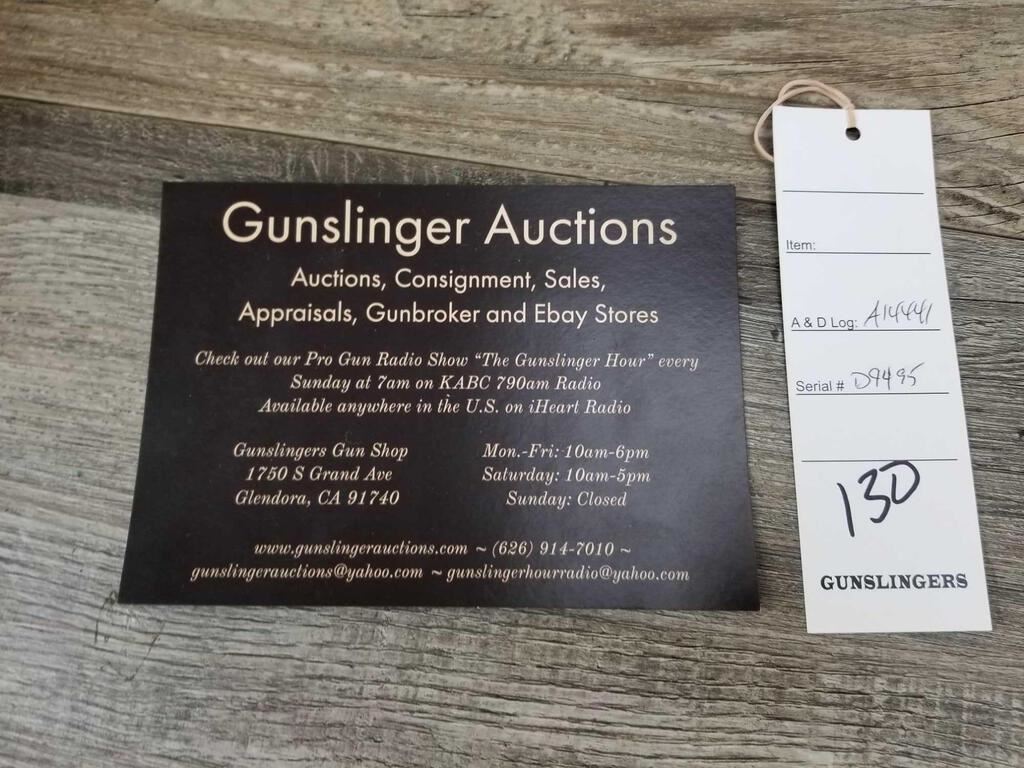 Gunslinger Auctions
Auctions, Consignment, Sales,
Appraisals, Gunbroker and Ebay Stores
Check out our Pro Gun Radio Show "The Gunslinger Hour" every
Sunday at 7am on KABC 790am Radio
Available anywhere in the U.S. on iHeart Radio
Gunslingers Gun Shop
1750 S Grand Ave
Glendora, CA 91740
Mon.-Fri: 10am-6pm
Saturday: 10am-5pm
Sunday: Closed
www.gunslingerauctions.com ~ (626) 914-7010 ~
gunslingerauctions@yahoo.com ~ gunslingerhourradio@yahoo.com
Item:
A & D Log: A14441
Serial # D9495
130
GUNSLINGERS